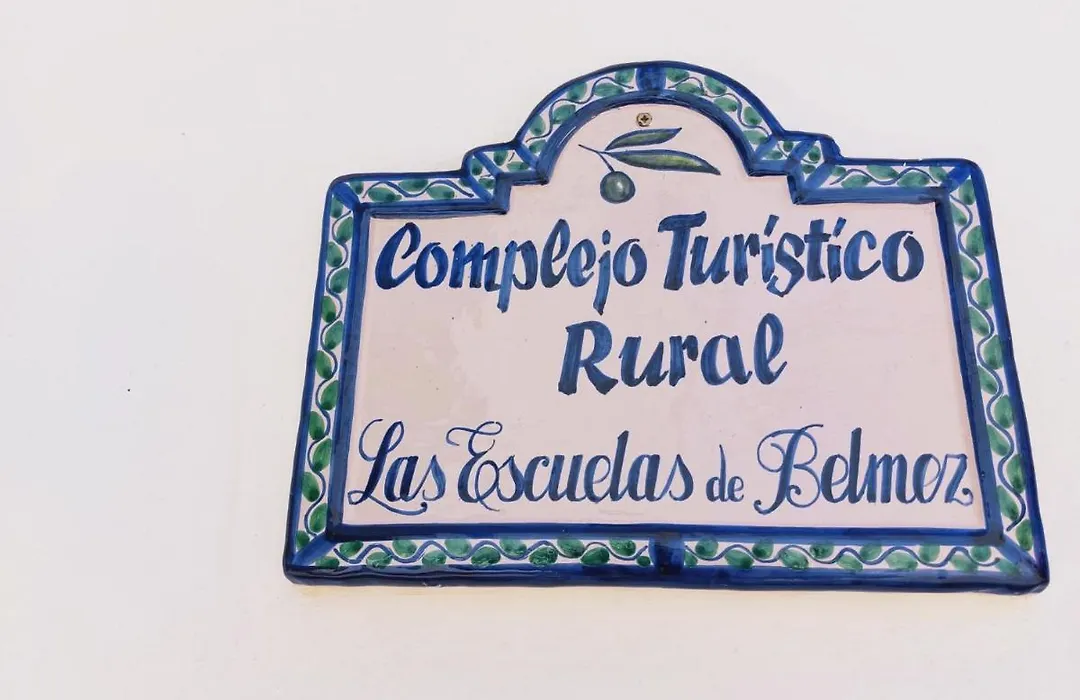 Complejo Turístico
Rural
Las Escuelas de Belmez